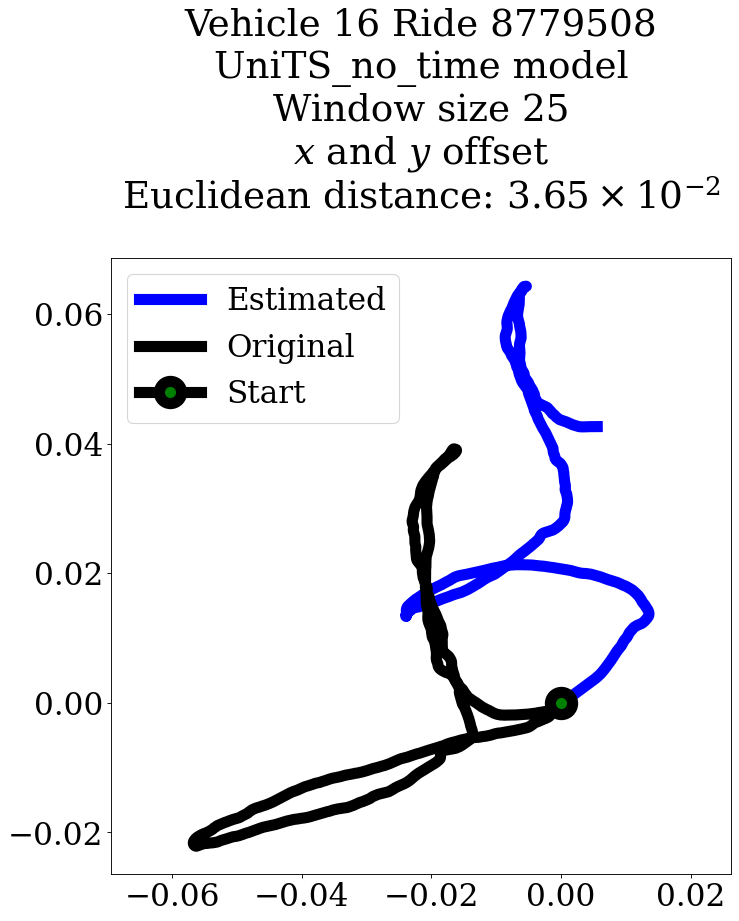 Vehicle 16 Ride 8779508
UniTS_no_time model
Window size 25
x and y offset
Euclidean distance: 3.65 × 10⁻²
Estimated
Original
Start
0.06
0.04
0.02
0.00
−0.02
−0.06
−0.04
−0.02
0.00
0.02